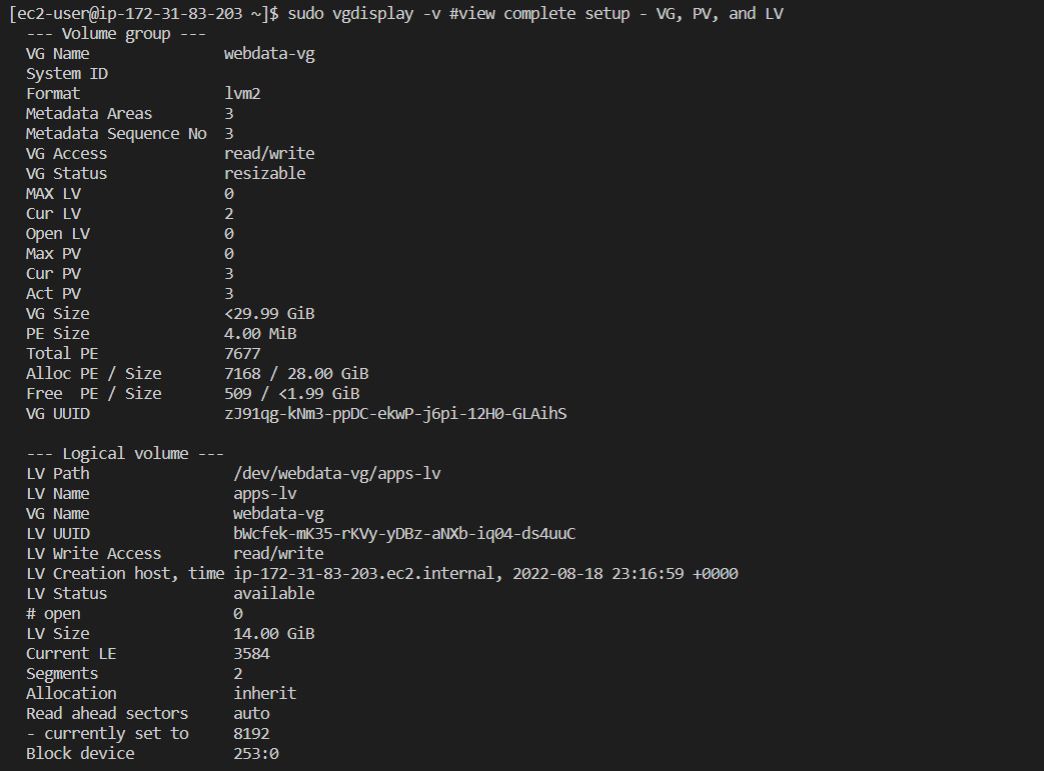 [ec2-user@ip-172-31-83-203 ~]$ sudo vgdisplay -v #view complete setup - VG, PV, and LV
--- Volume group ---
VG Name webdata-vg
System ID
Format lvm2
Metadata Areas 3
Metadata Sequence No 3
VG Access read/write
VG Status resizable
MAX LV 0
Cur LV 2
Open LV 0
Max PV 0
Cur PV 3
Act PV 3
VG Size <29.99 GiB
PE Size 4.00 MiB
Total PE 7677
Alloc PE / Size 7168 / 28.00 GiB
Free  PE / Size 509 / <1.99 GiB
VG UUID zJ91qg-kNm3-ppDC-ekwP-j6pi-12H0-GLAihS
--- Logical volume ---
LV Path /dev/webdata-vg/apps-lv
LV Name apps-lv
VG Name webdata-vg
LV UUID bWcfek-mK35-rKVy-yDBz-aNXb-iq04-ds4uuC
LV Write Access read/write
LV Creation host, time ip-172-31-83-203.ec2.internal, 2022-08-18 23:16:59 +0000
LV Status available
# open 0
LV Size 14.00 GiB
Current LE 3584
Segments 2
Allocation inherit
Read ahead sectors auto
- currently set to 8192
Block device 253:0